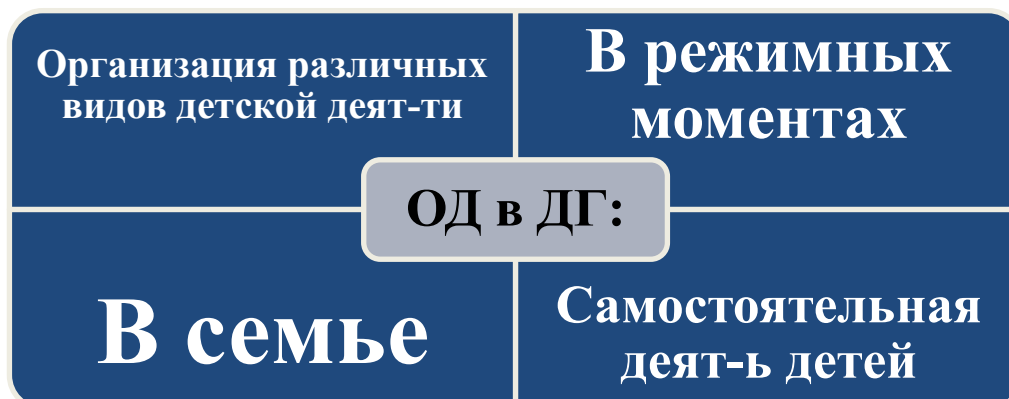 Организация различных
видов детской деят-ти
В режимных
моментах
ОД в ДГ:
В семье
Самостоятельная
деят-ь детей